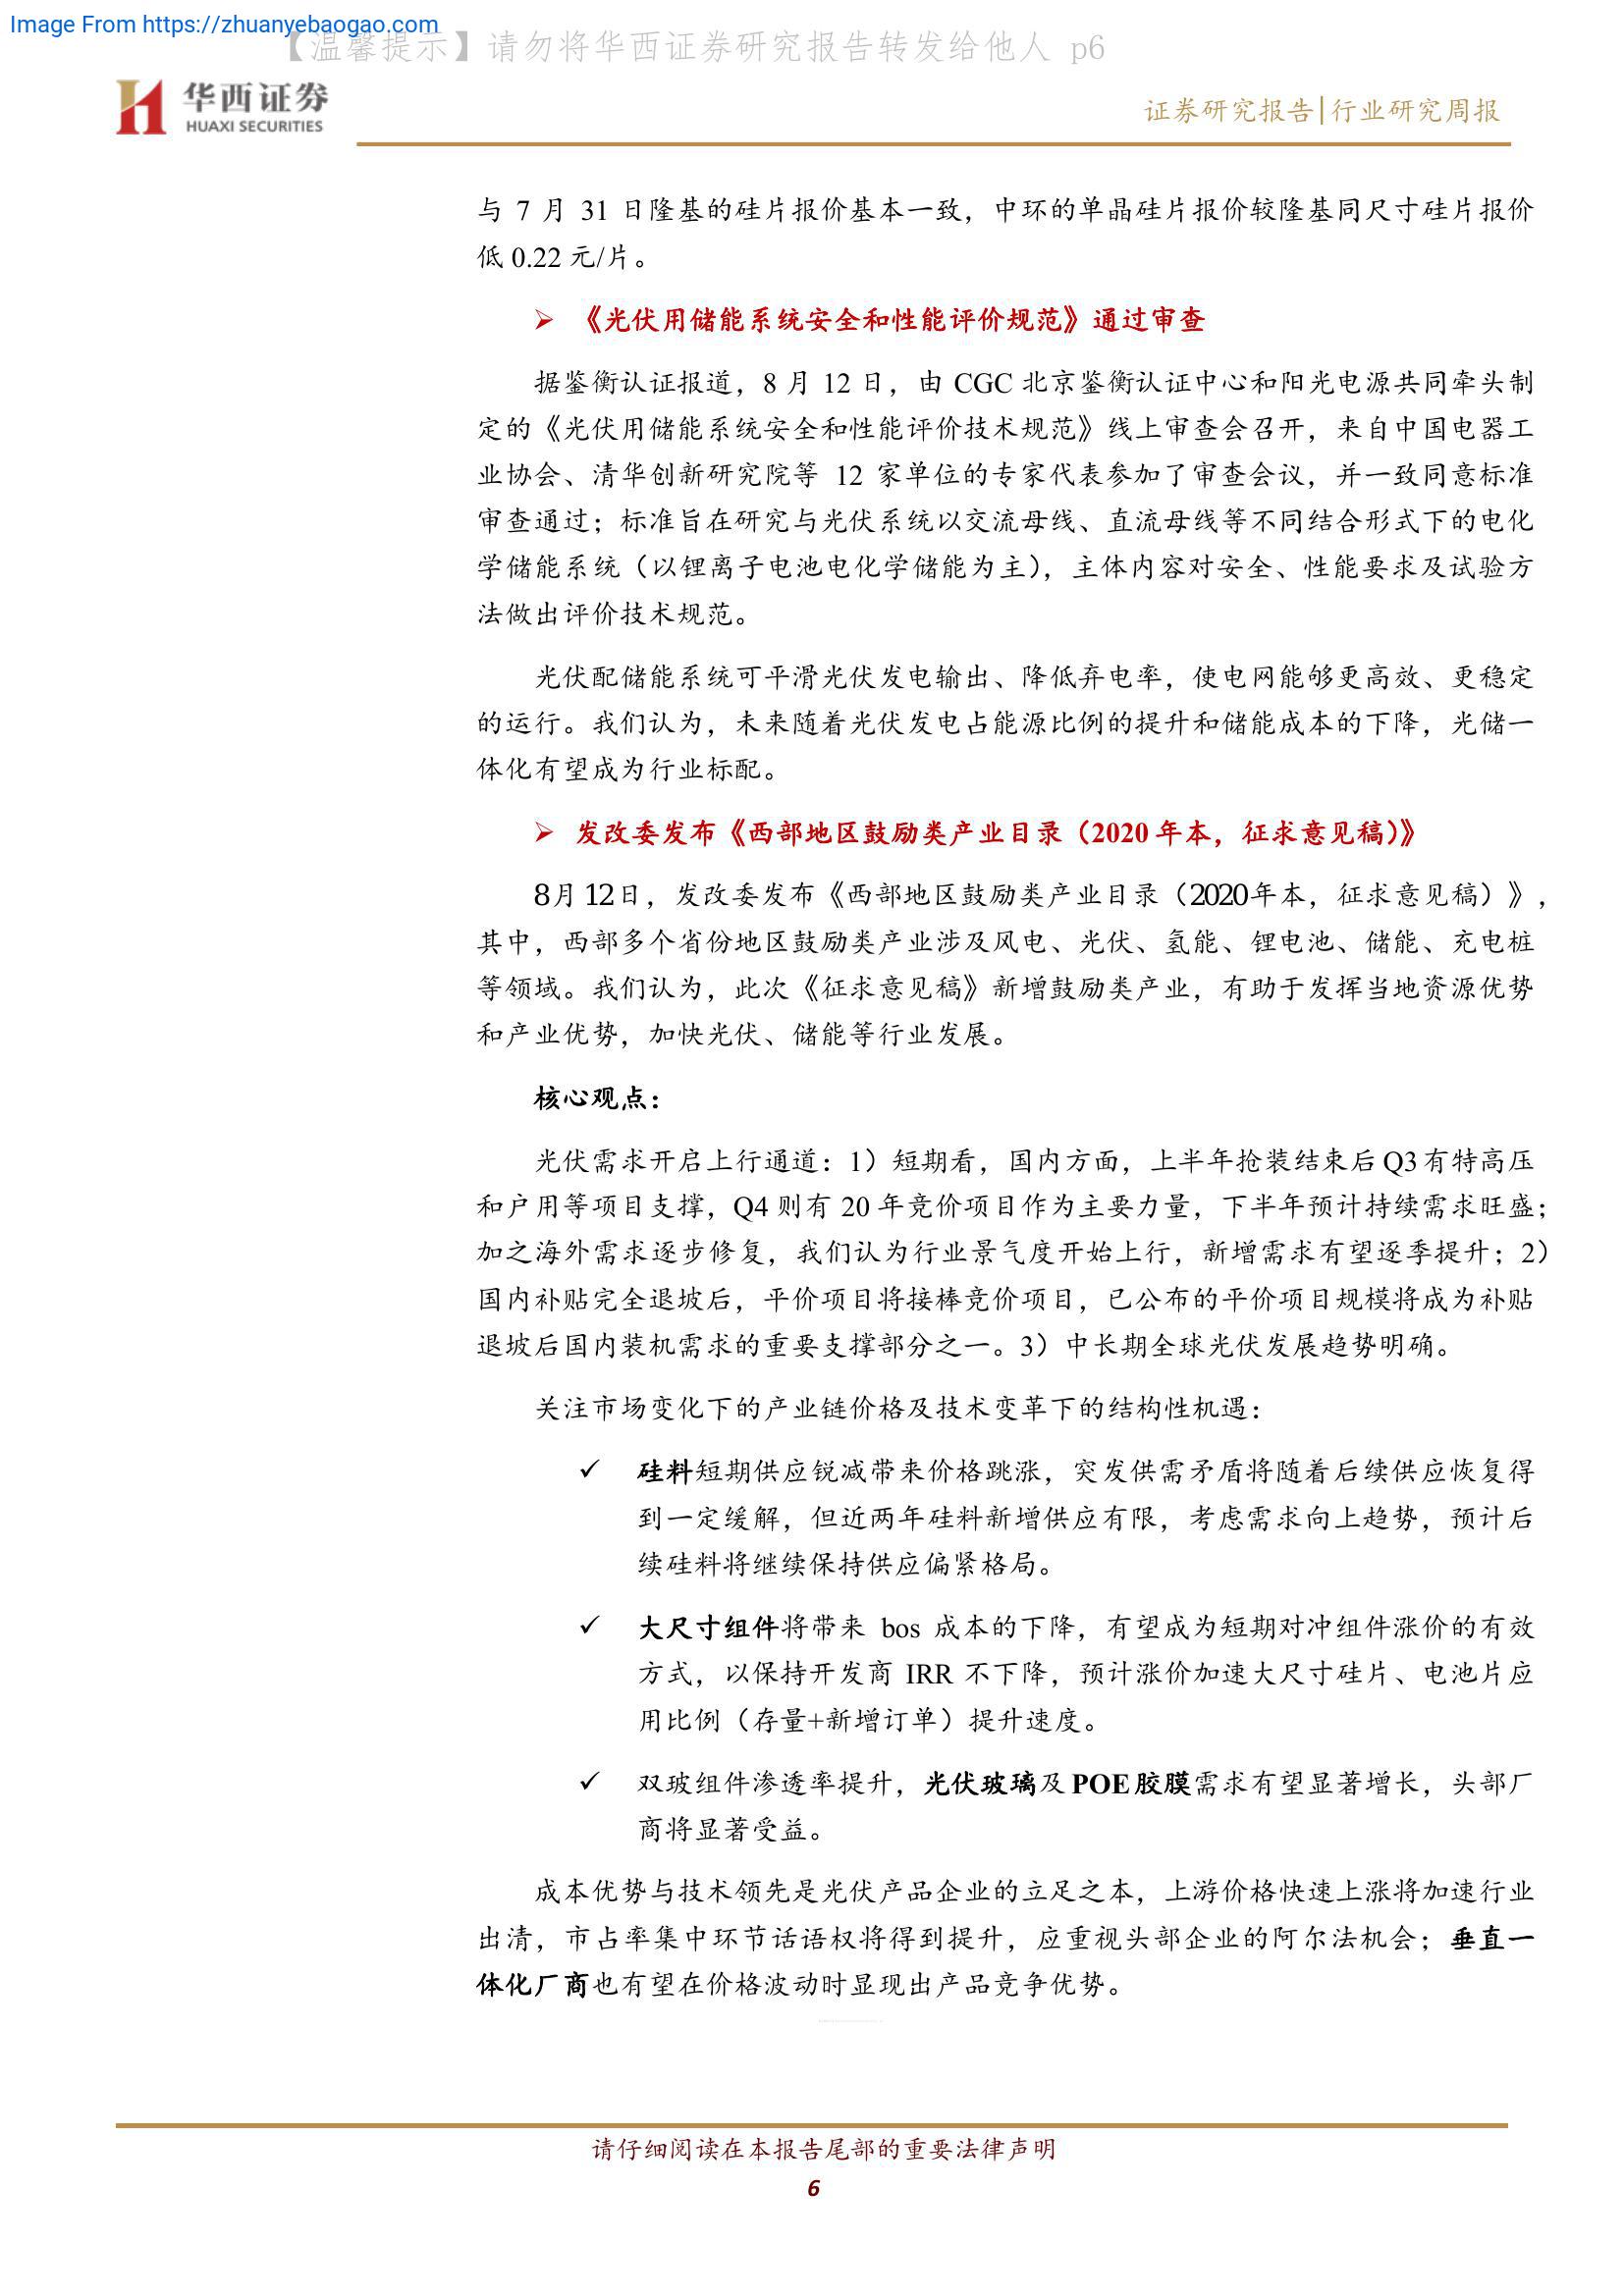 Image From https://zhuanyebaogao.com
【温馨提示】请勿将华西证券研究报告转发给他人 p6
华西证券
HUAXI SECURITIES
证券研究报告|行业研究周报
与 7 月 31 日隆基的硅片报价基本一致，中环的单晶硅片报价较隆基同尺寸硅片报价
低 0.22 元/片。
➢ 《光伏用储能系统安全和性能评价规范》通过审查
据鉴衡认证报道，8 月 12 日，由 CGC 北京鉴衡认证中心和阳光电源共同牵头制
定的《光伏用储能系统安全和性能评价技术规范》线上审查会召开，来自中国电器工
业协会、清华创新研究院等 12 家单位的专家代表参加了审查会议，并一致同意标准
审查通过；标准旨在研究与光伏系统以交流母线、直流母线等不同结合形式下的电化
学储能系统（以锂离子电池电化学储能为主），主体内容对安全、性能要求及试验方
法做出评价技术规范。
光伏配储能系统可平滑光伏发电输出、降低弃电率，使电网能够更高效、更稳定
的运行。我们认为，未来随着光伏发电占能源比例的提升和储能成本的下降，光储一
体化有望成为行业标配。
➢ 发改委发布《西部地区鼓励类产业目录（2020 年本，征求意见稿）》
8月12日，发改委发布《西部地区鼓励类产业目录（2020年本，征求意见稿）》，
其中，西部多个省份地区鼓励类产业涉及风电、光伏、氢能、锂电池、储能、充电桩
等领域。我们认为，此次《征求意见稿》新增鼓励类产业，有助于发挥当地资源优势
和产业优势，加快光伏、储能等行业发展。
核心观点：
光伏需求开启上行通道：1）短期看，国内方面，上半年抢装结束后 Q3 有特高压
和户用等项目支撑，Q4 则有 20 年竞价项目作为主要力量，下半年预计持续需求旺盛；
加之海外需求逐步修复，我们认为行业景气度开始上行，新增需求有望逐季提升；2）
国内补贴完全退坡后，平价项目将接棒竞价项目，已公布的平价项目规模将成为补贴
退坡后国内装机需求的重要支撑部分之一。3）中长期全球光伏发展趋势明确。
关注市场变化下的产业链价格及技术变革下的结构性机遇：
✓ 硅料短期供应锐减带来价格跳涨，突发供需矛盾将随着后续供应恢复得
到一定缓解，但近两年硅料新增供应有限，考虑需求向上趋势，预计后
续硅料将继续保持供应偏紧格局。
✓ 大尺寸组件将带来 bos 成本的下降，有望成为短期对冲组件涨价的有效
方式，以保持开发商 IRR 不下降，预计涨价加速大尺寸硅片、电池片应
用比例（存量+新增订单）提升速度。
✓ 双玻组件渗透率提升，光伏玻璃及 POE 胶膜需求有望显著增长，头部厂
商将显著受益。
成本优势与技术领先是光伏产品企业的立足之本，上游价格快速上涨将加速行业
出清，市占率集中环节话语权将得到提升，应重视头部企业的阿尔法机会；垂直一
体化厂商也有望在价格波动时显现出产品竞争优势。
请仔细阅读在本报告尾部的重要法律声明
6